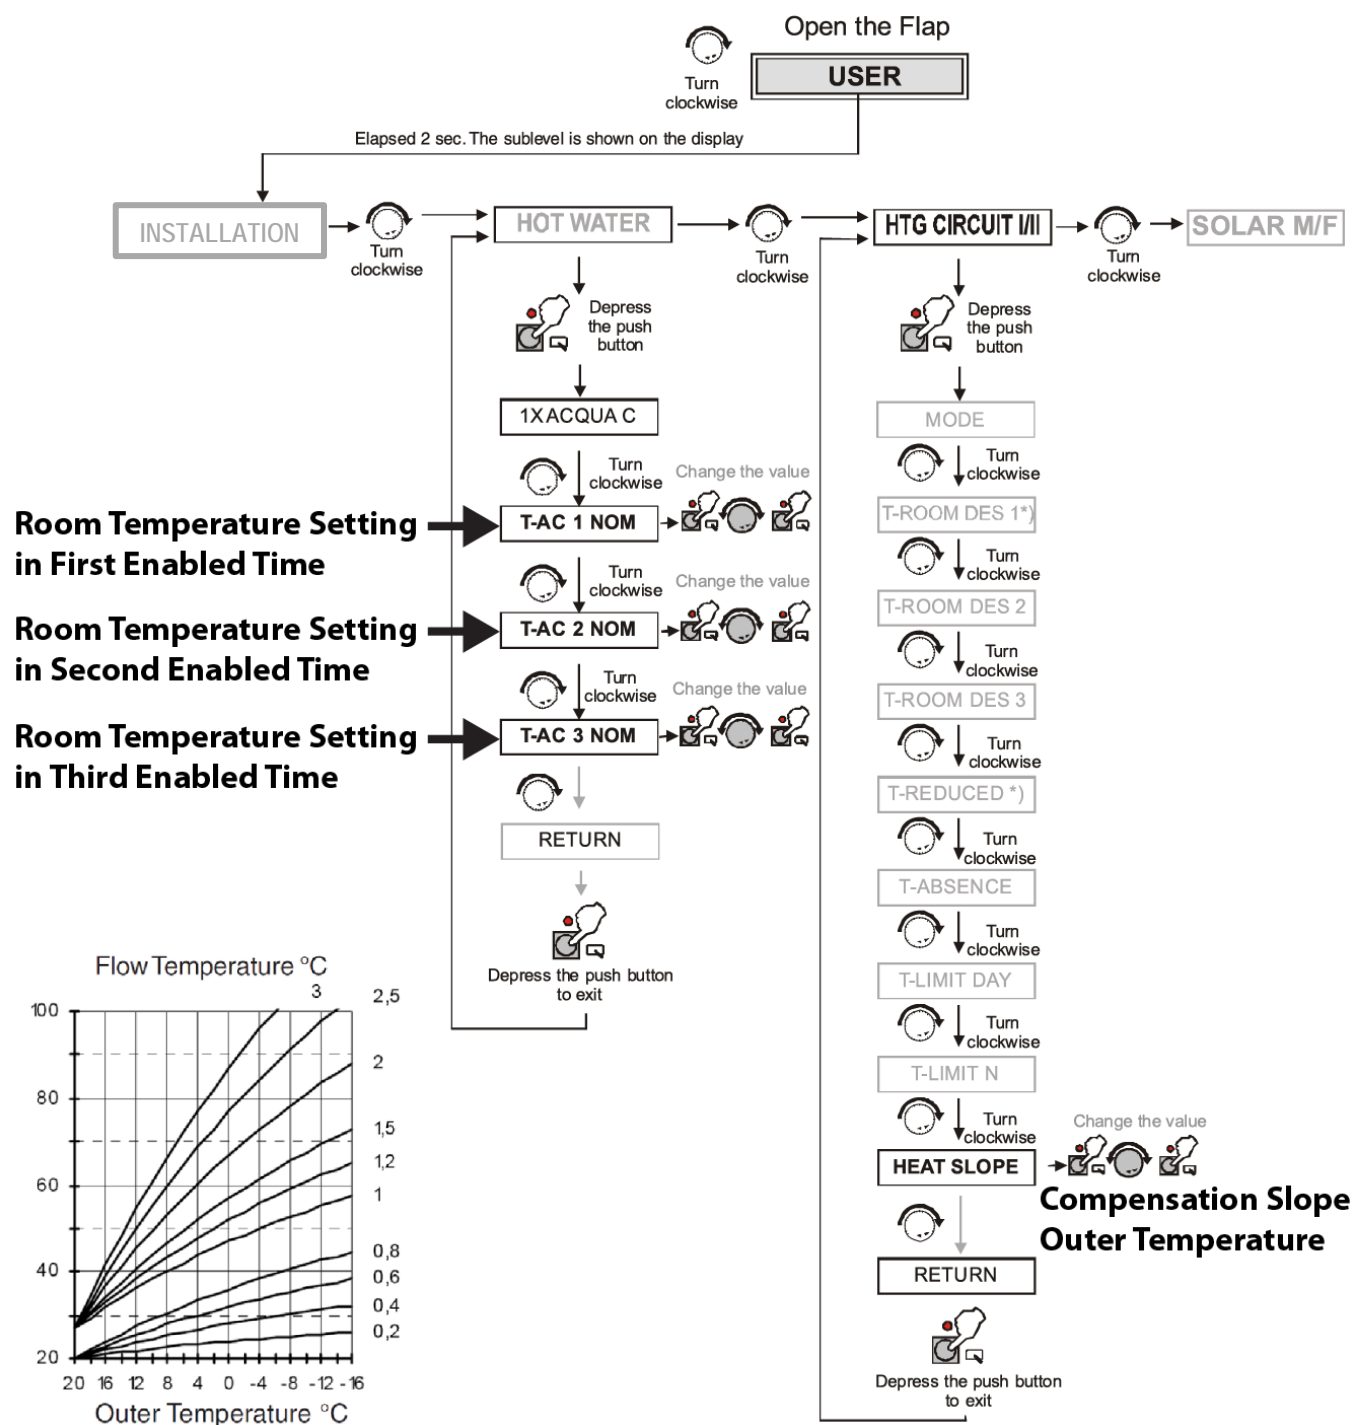 Open the Flap
USER
Turn
clockwise
Elapsed 2 sec. The sublevel is shown on the display
INSTALLATION
Turn
clockwise
HOT WATER
Turn
clockwise
HTG CIRCUIT I/II
Turn
clockwise
SOLAR M/F
Depress
the push
button
1X ACQUA C
Turn
clockwise
Change the value
Room Temperature Setting
in First Enabled Time
T-AC 1 NOM
Turn
clockwise
Change the value
Room Temperature Setting
in Second Enabled Time
T-AC 2 NOM
Turn
clockwise
Change the value
Room Temperature Setting
in Third Enabled Time
T-AC 3 NOM
RETURN
Depress the push button
to exit
Depress
the push
button
MODE
Turn
clockwise
T-ROOM DES 1*)
Turn
clockwise
T-ROOM DES 2
Turn
clockwise
T-ROOM DES 3
Turn
clockwise
T-REDUCED *)
Turn
clockwise
T-ABSENCE
Turn
clockwise
T-LIMIT DAY
Turn
clockwise
T-LIMIT N
Turn
clockwise
Change the value
HEAT SLOPE
Compensation Slope
Outer Temperature
RETURN
Depress the push button
to exit
Flow Temperature °C
3
2,5
100
2
80
1,5
1,2
60
1
0,8
40
0,6
0,4
0,2
20
20 16 12 8 4 0 -4 -8 -12 -16
Outer Temperature °C